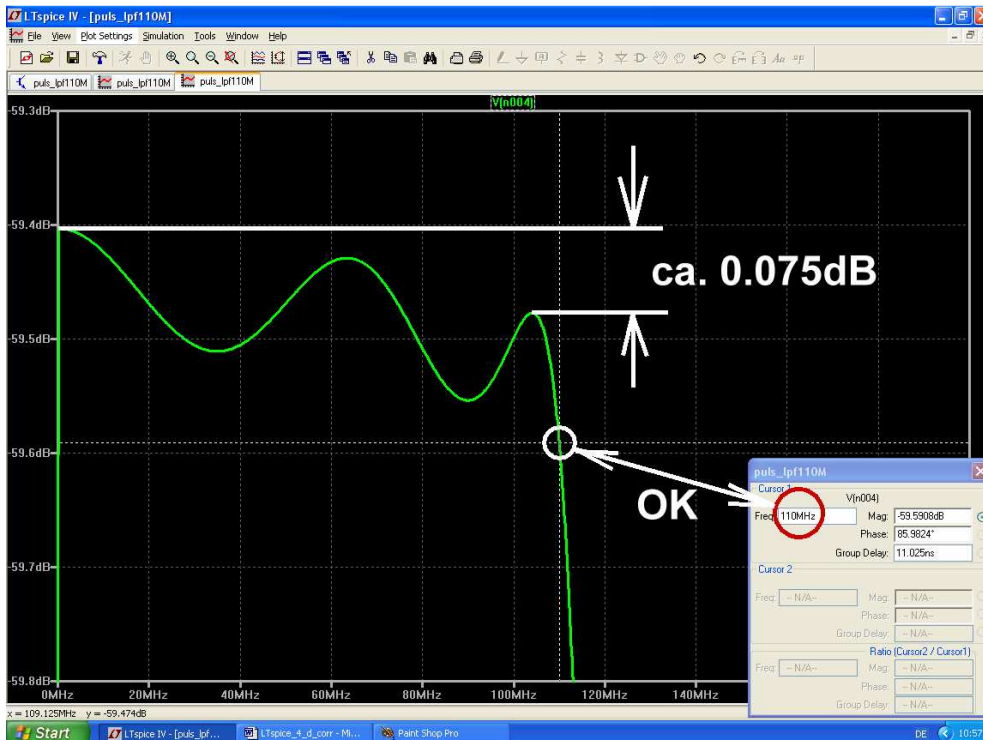 LTspice IV - [puls_lpf110M]
File View Plot Settings Simulation Tools Window Help
puls_lpf110M puls_lpf110M puls_lpf110M
V(n004)
-59.3dB
-59.4dB
-59.5dB
-59.6dB
-59.7dB
-59.8dB
ca. 0.075dB
OK
0MHz 20MHz 40MHz 60MHz 80MHz 100MHz 120MHz 140MHz
puls_lpf110M
Cursor 1
V(n004)
Freq: 110MHz Mag: -59.5908dB
Phase: 85.9824°
Group Delay: 11.025ns
Cursor 2
Freq: -- N/A-- Mag: -- N/A--
Phase: -- N/A--
Group Delay: -- N/A--
Ratio (Cursor2 / Cursor1)
Freq: -- N/A-- Mag: -- N/A--
Phase: -- N/A--
Group Delay: -- N/A--
x = 109.125MHz y = -59.474dB
Start LTspice IV - [puls_lpf... LTspice_4_d_corr - Mi... Paint Shop Pro DE 10:57